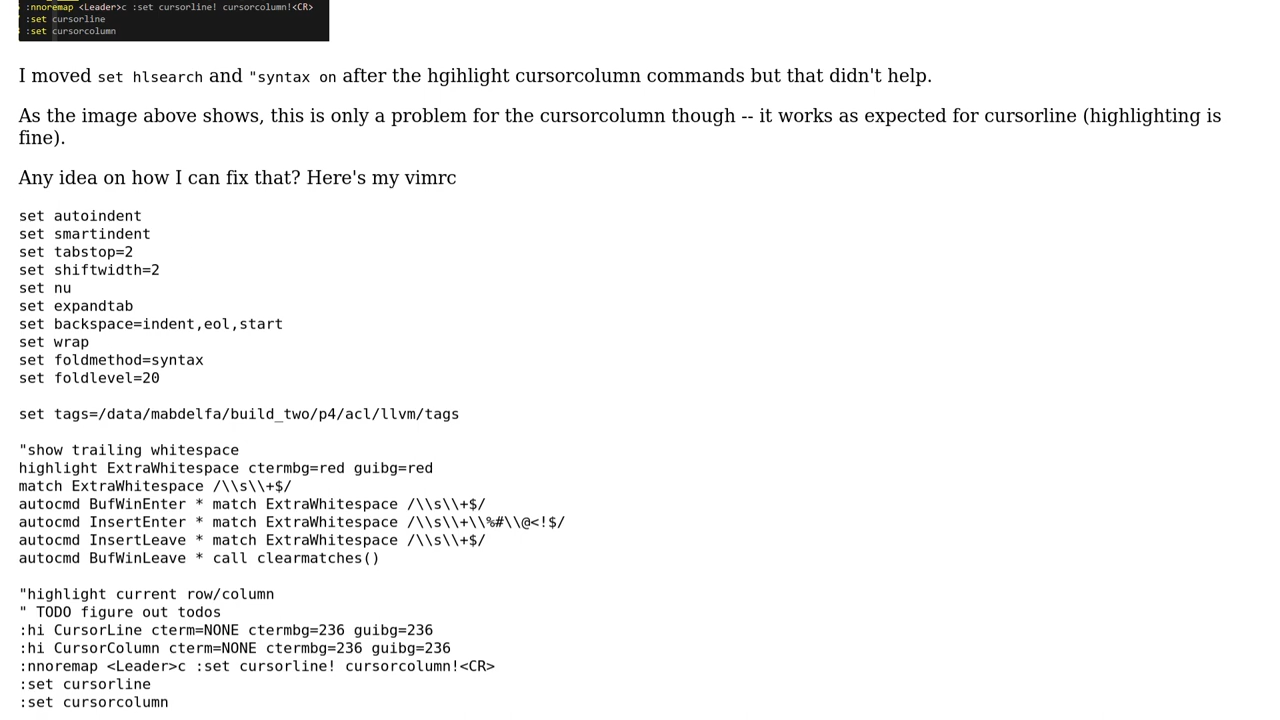 :nnoremap <Leader>c :set cursorline! cursorcolumn!<CR>
:set cursorline
:set cursorcolumn
I moved set hlsearch and "syntax on after the hgihlight cursorcolumn commands but that didn't help.
As the image above shows, this is only a problem for the cursorcolumn though -- it works as expected for cursorline (highlighting is
fine).
Any idea on how I can fix that? Here's my vimrc
set autoindent
set smartindent
set tabstop=2
set shiftwidth=2
set nu
set expandtab
set backspace=indent,eol,start
set wrap
set foldmethod=syntax
set foldlevel=20
set tags=/data/mabdelfa/build_two/p4/acl/llvm/tags
"show trailing whitespace
highlight ExtraWhitespace ctermbg=red guibg=red
match ExtraWhitespace /\\s\\+$/
autocmd BufWinEnter * match ExtraWhitespace /\\s\\+$/
autocmd InsertEnter * match ExtraWhitespace /\\s\\+\\%#\\@<!$/
autocmd InsertLeave * match ExtraWhitespace /\\s\\+$/
autocmd BufWinLeave * call clearmatches()
"highlight current row/column
" TODO figure out todos
:hi CursorLine cterm=NONE ctermbg=236 guibg=236
:hi CursorColumn cterm=NONE ctermbg=236 guibg=236
:nnoremap <Leader>c :set cursorline! cursorcolumn!<CR>
:set cursorline
:set cursorcolumn